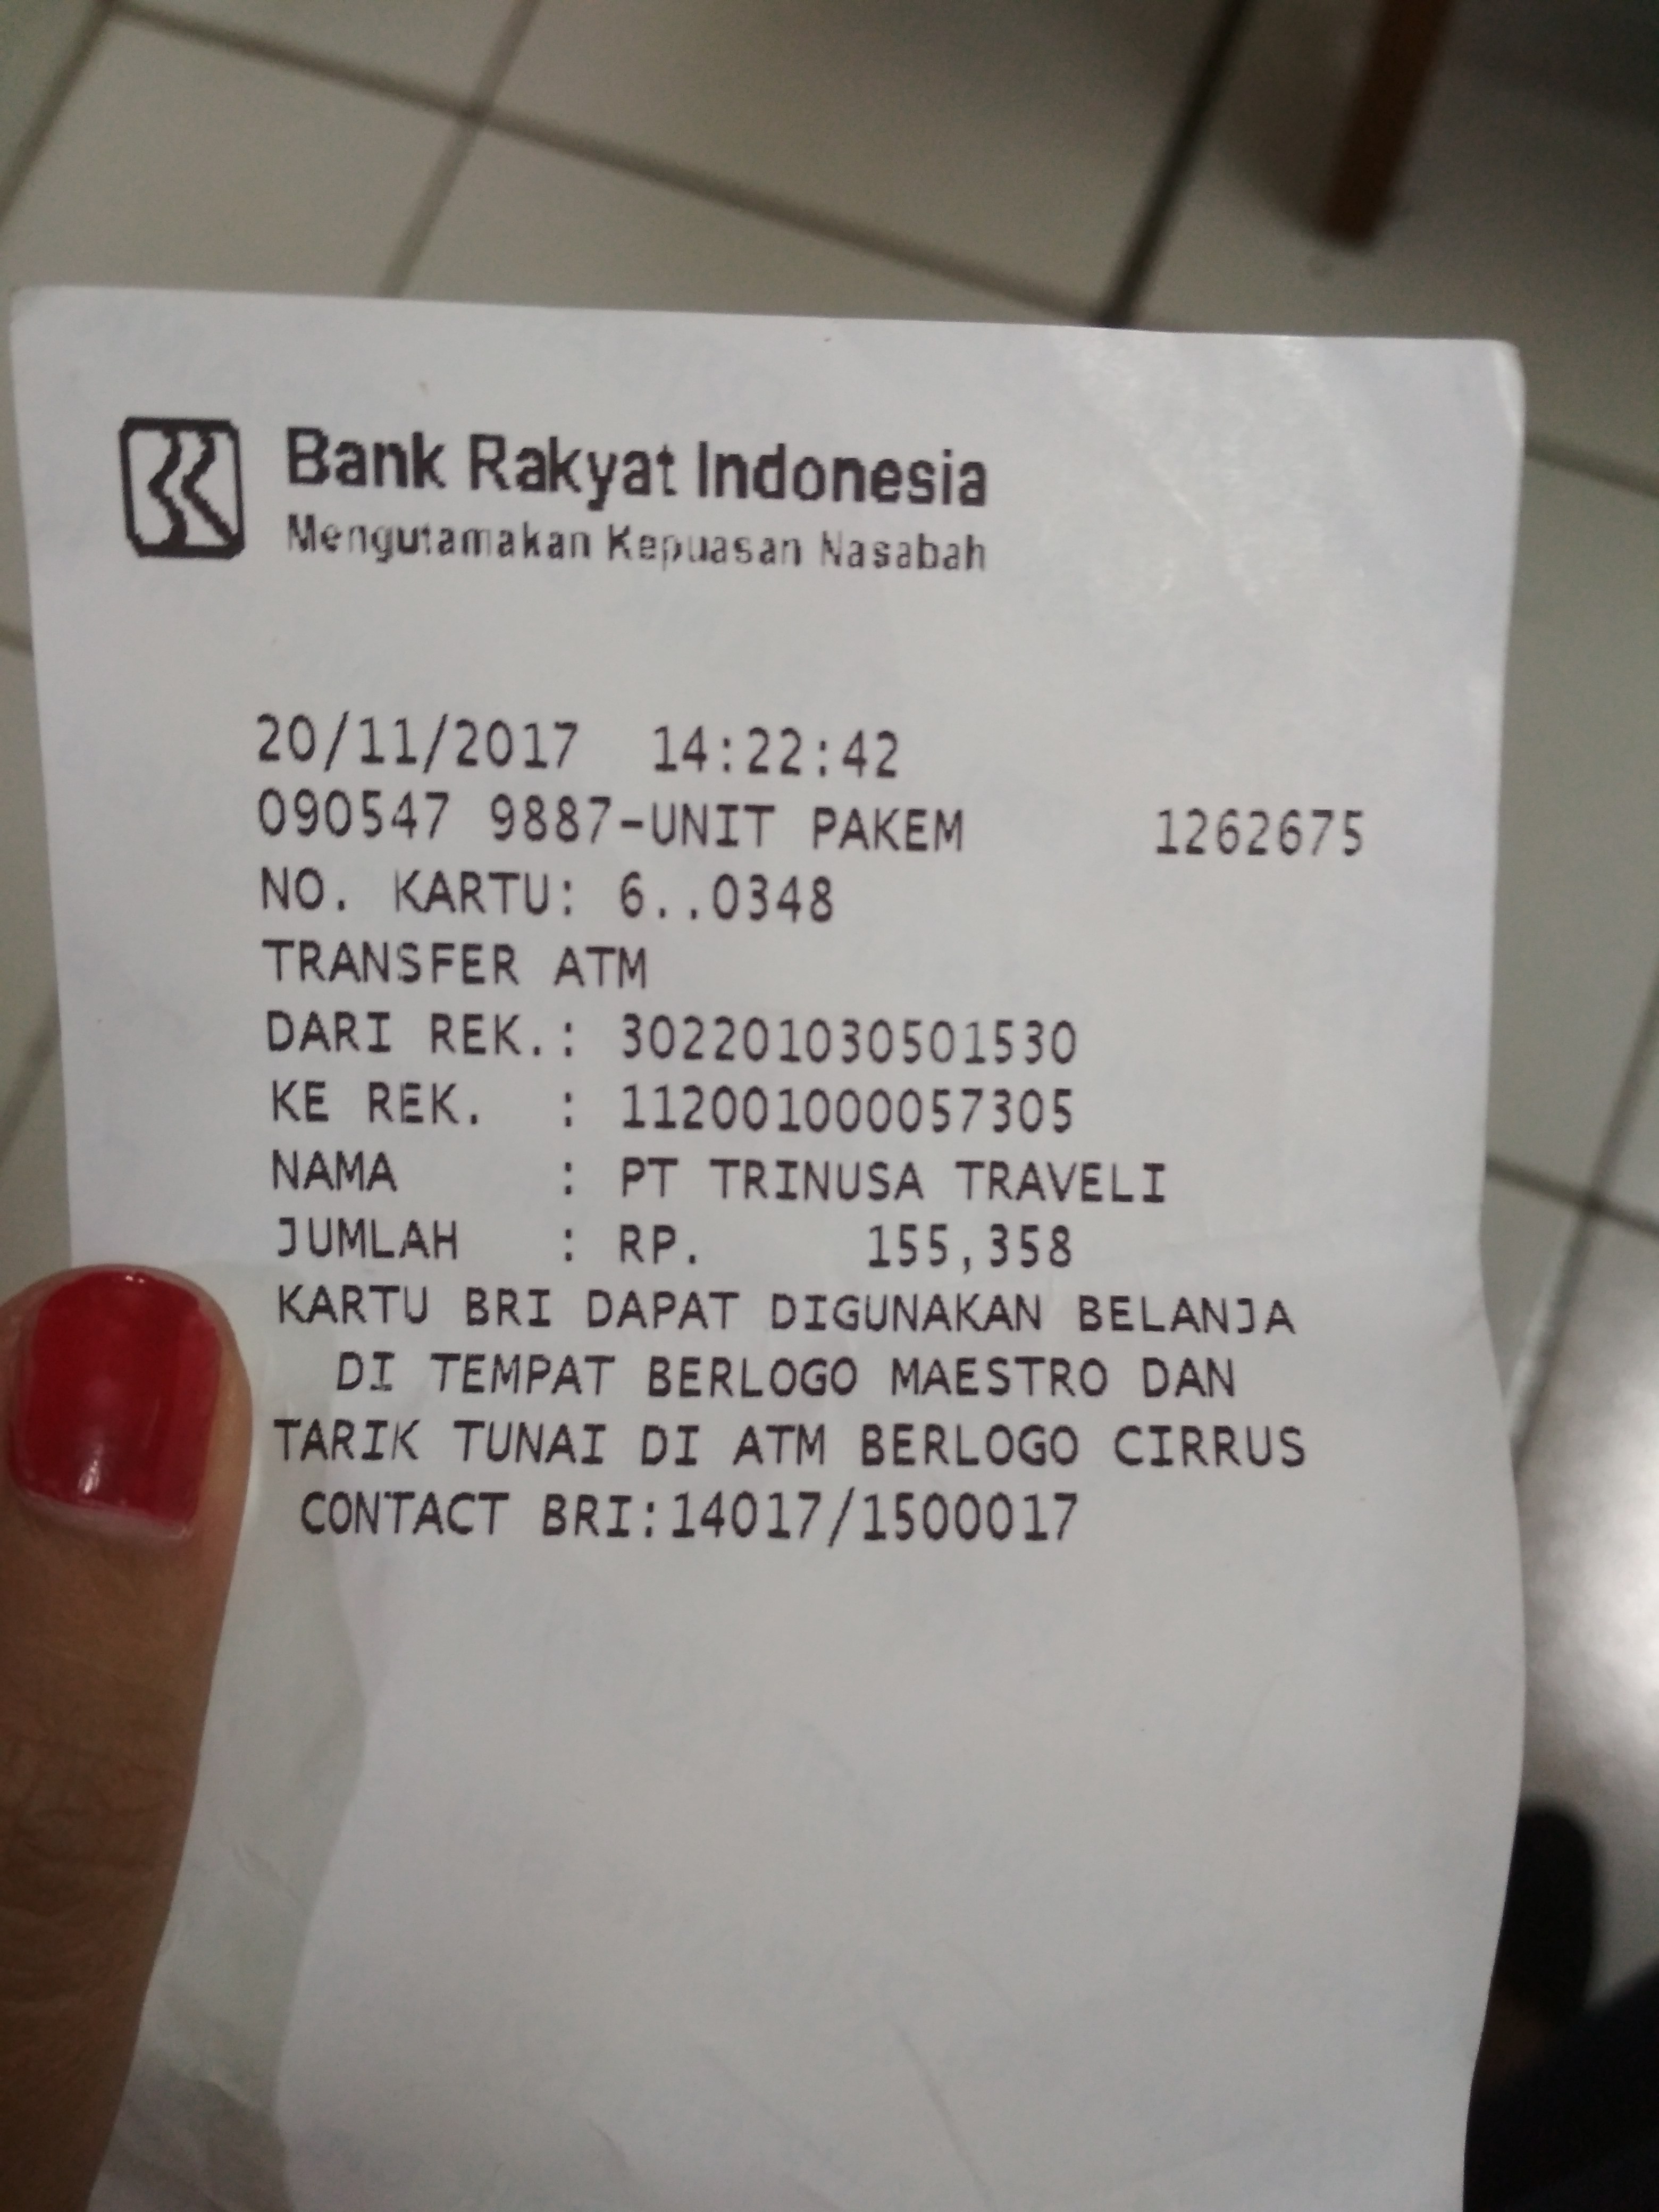 Bank Rakyat Indonesia
Mengutamakan Kepuasan Nasabah
20/11/2017 14:22:42
090547 9887-UNIT PAKEM 1262675
NO. KARTU: 6..0348
TRANSFER ATM
DARI REK.: 302201030501530
KE REK. : 112001000057305
NAMA : PT TRINUSA TRAVELI
JUMLAH : RP. 155,358
KARTU BRI DAPAT DIGUNAKAN BELANJA
DI TEMPAT BERLOGO MAESTRO DAN
TARIK TUNAI DI ATM BERLOGO CIRRUS
CONTACT BRI:14017/1500017